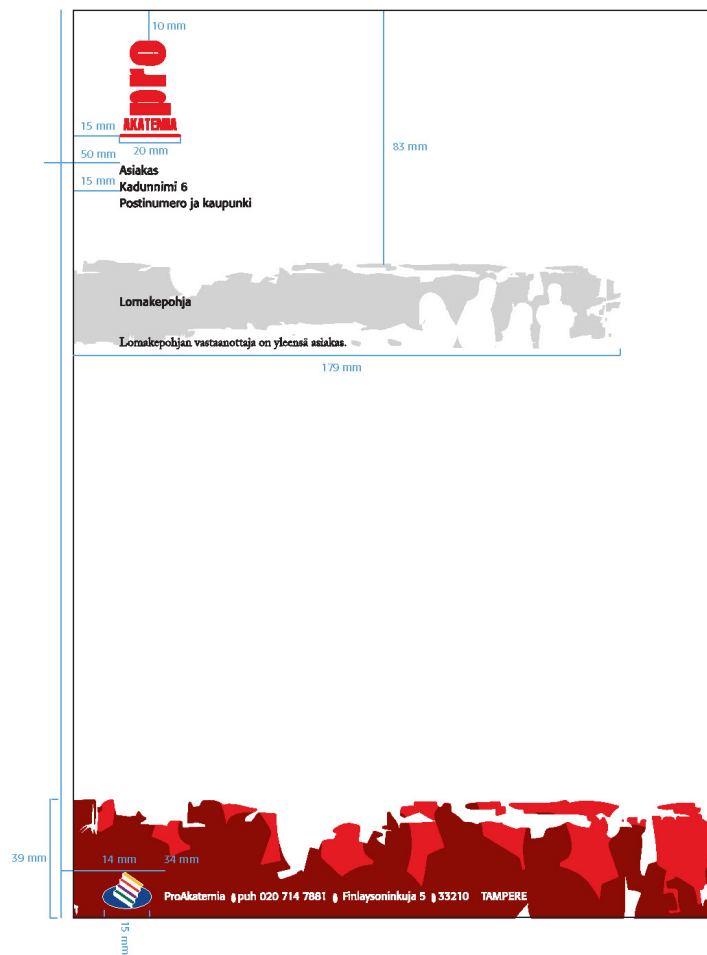 10 mm
pro
AKATEMIA
15 mm
20 mm
50 mm
83 mm
Asiakas
15 mm
Kadunnimi 6
Postinumero ja kaupunki
Lomakepohja
Lomakepohjan vastaanottaja on yleensä asiakas.
179 mm
39 mm
14 mm
34 mm
ProAkatemia puh 020 714 7881 Finlaysoninkuja 5 33210 TAMPERE
15 mm